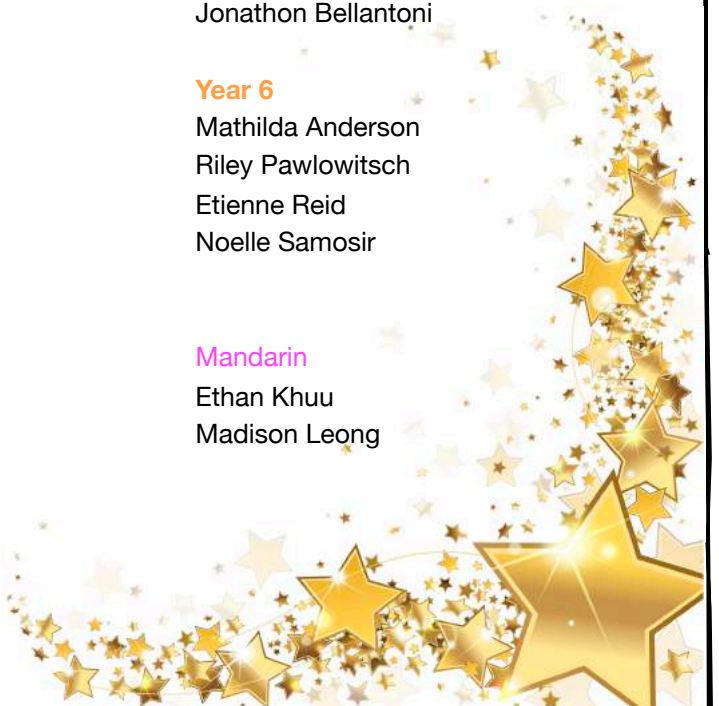 Jonathon Bellantoni
Year 6
Mathilda Anderson
Riley Pawlowitsch
Etienne Reid
Noelle Samosir
Mandarin
Ethan Khuu
Madison Leong